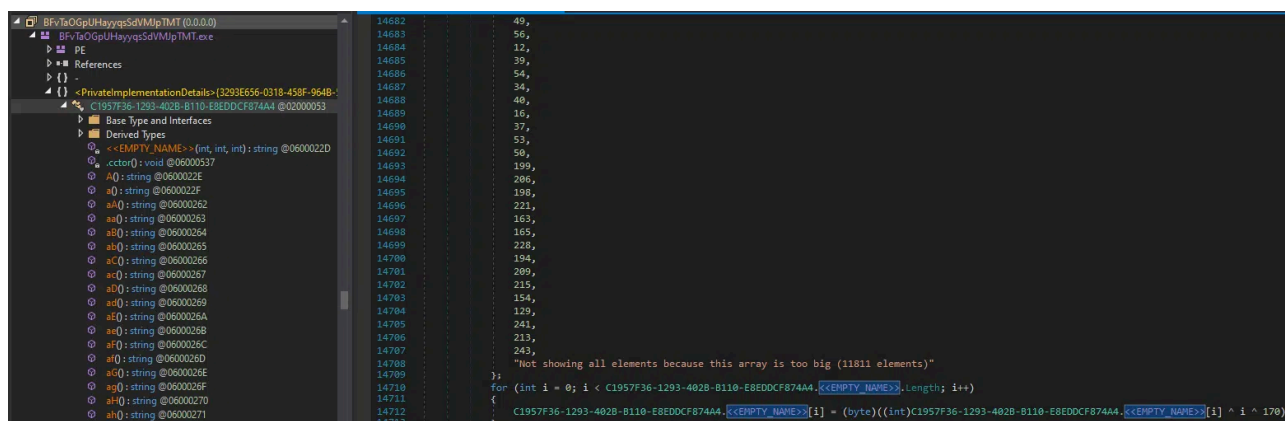 BFvTaOGpUHayyqsSdVMJpTMT (0.0.0.0)
BFvTaOGpUHayyqsSdVMJpTMT.exe
PE
References
{ } -
{ } <PrivateImplementationDetails>{3293E656-0318-458F-964B-
C1957F36-1293-402B-B110-E8EDDCF874A4 @02000053
Base Type and Interfaces
Derived Types
<<EMPTY_NAME>>(int, int, int) : string @0600022D
.cctor() : void @06000537
A() : string @0600022E
a() : string @0600022F
aA() : string @06000262
aa() : string @06000263
aB() : string @06000264
ab() : string @06000265
aC() : string @06000266
ac() : string @06000267
aD() : string @06000268
ad() : string @06000269
aE() : string @0600026A
ae() : string @0600026B
aF() : string @0600026C
af() : string @0600026D
aG() : string @0600026E
ag() : string @0600026F
aH() : string @06000270
ah() : string @06000271
14682 49,
14683 56,
14684 12,
14685 39,
14686 54,
14687 34,
14688 40,
14689 16,
14690 37,
14691 53,
14692 50,
14693 199,
14694 206,
14695 198,
14696 221,
14697 163,
14698 165,
14699 228,
14700 194,
14701 209,
14702 215,
14703 154,
14704 129,
14705 241,
14706 213,
14707 243,
14708 "Not showing all elements because this array is too big (11811 elements)"
14709 };
14710 for (int i = 0; i < C1957F36-1293-402B-B110-E8EDDCF874A4.<<EMPTY_NAME>>.Length; i++)
14711 {
14712 C1957F36-1293-402B-B110-E8EDDCF874A4.<<EMPTY_NAME>>[i] = (byte)((int)C1957F36-1293-402B-B110-E8EDDCF874A4.<<EMPTY_NAME>>[i] ^ i ^ 170)